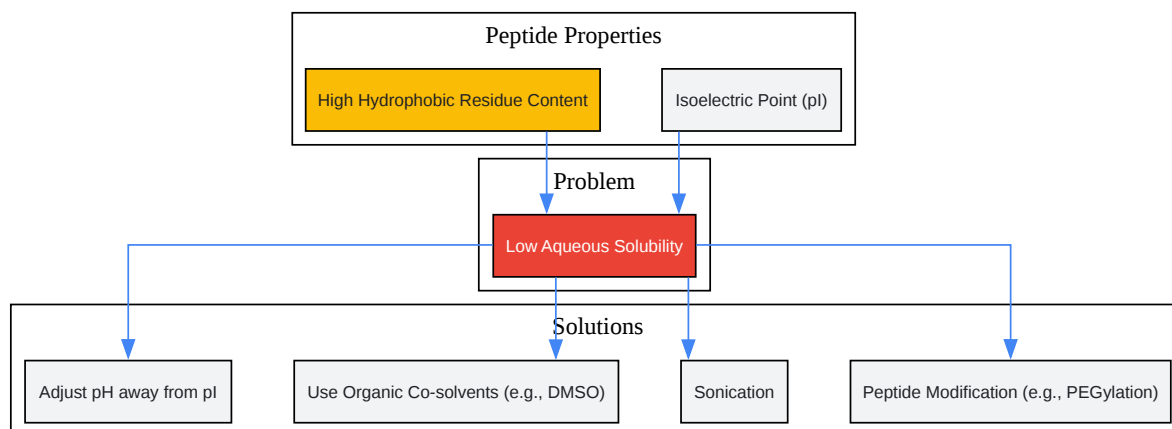 Peptide Properties
High Hydrophobic Residue Content
Isoelectric Point (pI)
Problem
Low Aqueous Solubility
Solutions
Adjust pH away from pI
Use Organic Co-solvents (e.g., DMSO)
Sonication
Peptide Modification (e.g., PEGylation)